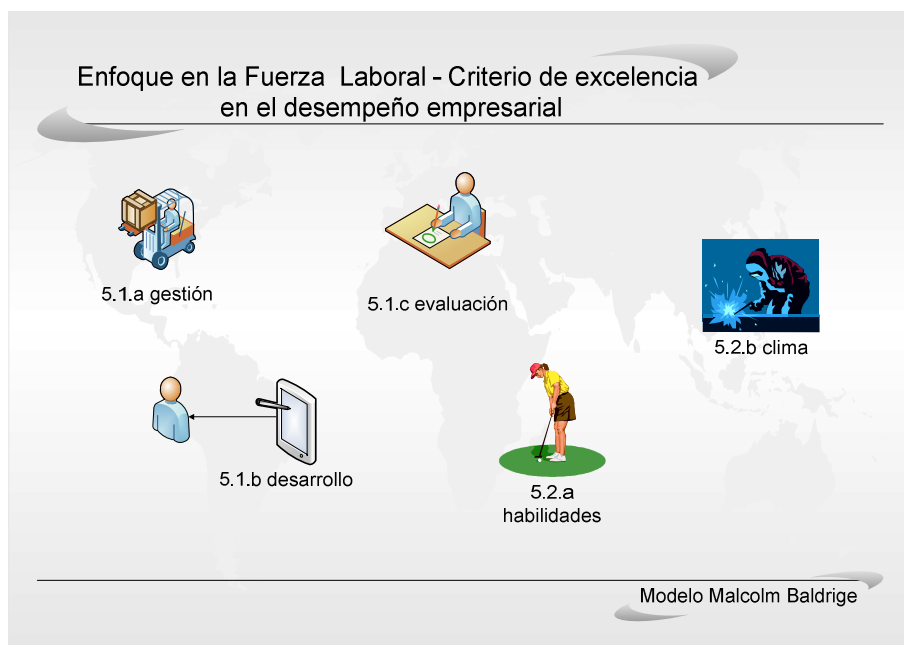 Enfoque en la Fuerza Laboral - Criterio de excelencia
en el desempeño empresarial
5.1.a gestión
5.1.c evaluación
5.2.b clima
5.1.b desarrollo
5.2.a
habilidades
Modelo Malcolm Baldrige